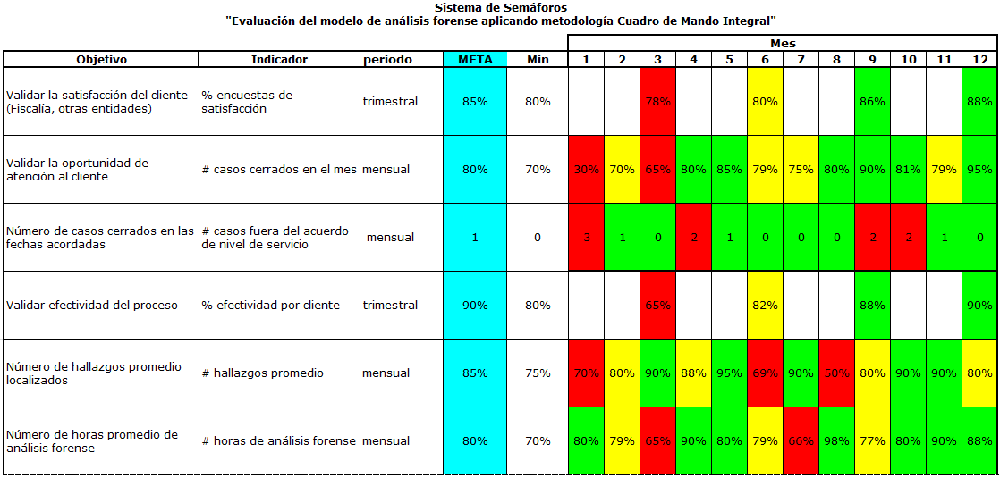 Sistema de Semáforos
"Evaluación del modelo de análisis forense aplicando metodología Cuadro de Mando Integral"
Mes
Objetivo Indicador periodo META Min 1 2 3 4 5 6 7 8 9 10 11 12
Validar la satisfacción del cliente
(Fiscalía, otras entidades)
% encuestas de
satisfacción
trimestral 85% 80% 78% 80% 86% 88%
Validar la oportunidad de
atención al cliente
# casos cerrados en el mes mensual 80% 70% 30% 70% 65% 80% 85% 79% 75% 80% 90% 81% 79% 95%
Número de casos cerrados en las
fechas acordadas
# casos fuera del acuerdo
de nivel de servicio
mensual 1 0 3 1 0 2 1 0 0 0 2 2 1 0
Validar efectividad del proceso % efectividad por cliente trimestral 90% 80% 65% 82% 88% 90%
Número de hallazgos promedio
localizados
# hallazgos promedio mensual 85% 75% 70% 80% 90% 88% 95% 69% 90% 50% 80% 90% 90% 80%
Número de horas promedio de
análisis forense
# horas de análisis forense mensual 80% 70% 80% 79% 65% 90% 80% 79% 66% 98% 77% 80% 90% 88%